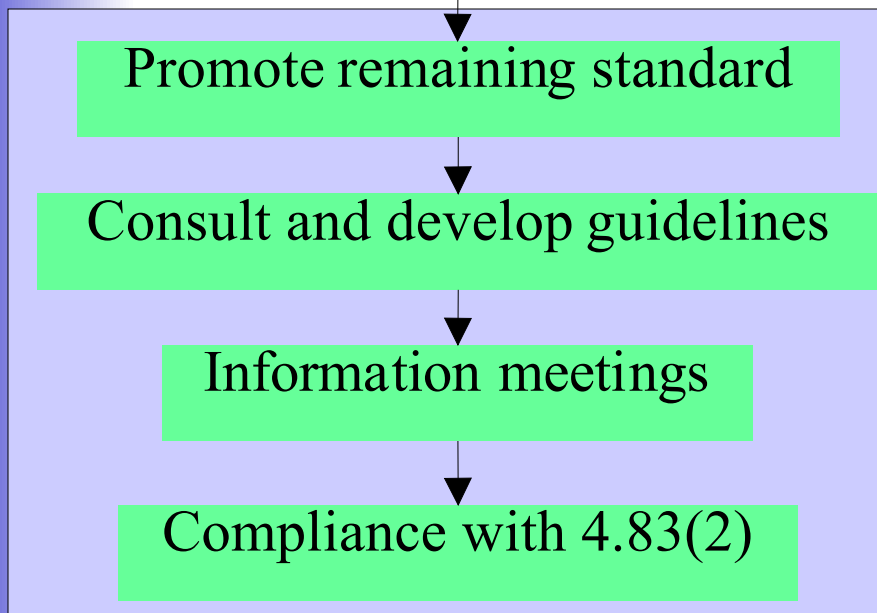 Promote remaining standard
Consult and develop guidelines
Information meetings
Compliance with 4.83(2)